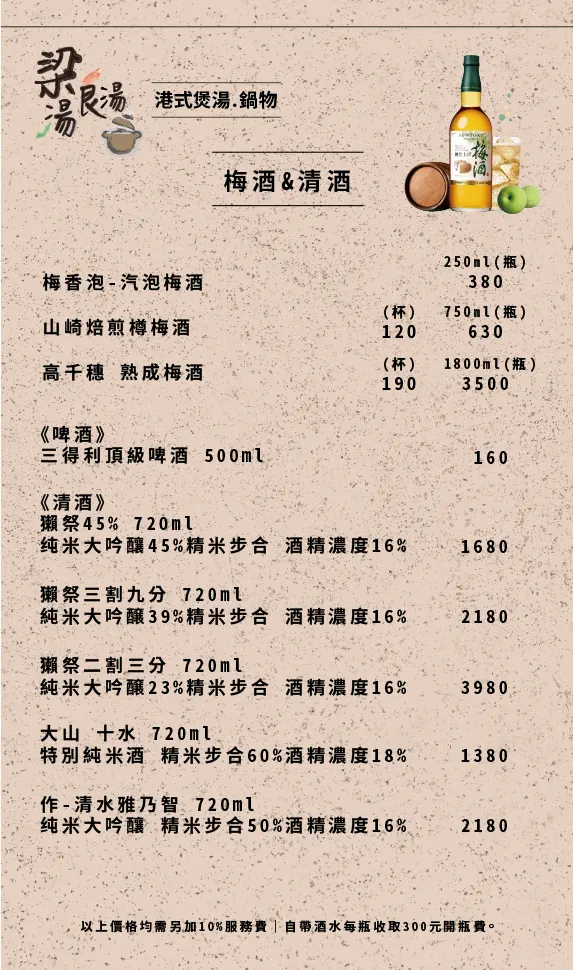 梁艮湯湯
港式煲湯.鍋物
SUNTORY
梅酒
梅酒&清酒
250ml(瓶)
梅香泡-汽泡梅酒 380
(杯) 750ml(瓶)
山崎焙煎樽梅酒 120 630
(杯) 1800ml(瓶)
高千穗 熟成梅酒 190 3500
《啤酒》
三得利頂級啤酒 500ml 160
《清酒》
獺祭45% 720ml
純米大吟釀45%精米步合 酒精濃度16% 1680
獺祭三割九分 720ml
純米大吟釀39%精米步合 酒精濃度16% 2180
獺祭二割三分 720ml
純米大吟釀23%精米步合 酒精濃度16% 3980
大山 十水 720ml
特別純米酒 精米步合60%酒精濃度18% 1380
作-清水雅乃智 720ml
純米大吟釀 精米步合50%酒精濃度16% 2180
以上價格均需另加10%服務費｜自帶酒水每瓶收取300元開瓶費。